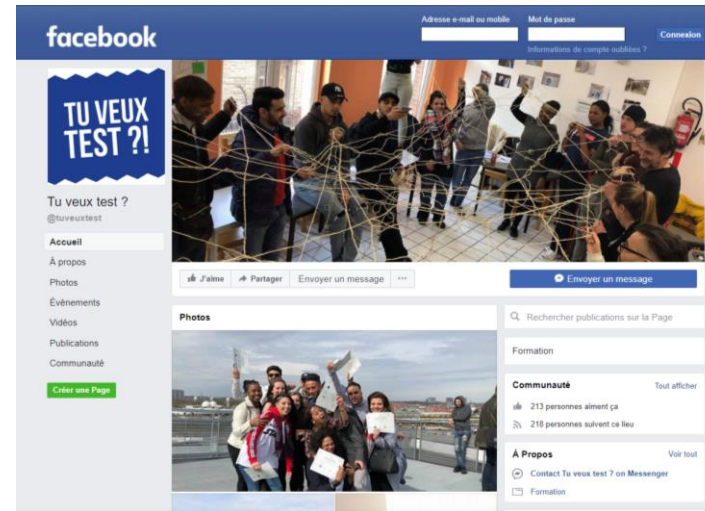 facebook
Adresse e-mail ou mobile
Mot de passe
Connexion
Informations de compte oubliées ?
TU VEUX
TEST ?!
Tu veux test ?
@tuveuxtest
Accueil
À propos
Photos
Évènements
Vidéos
Publications
Communauté
Créer une Page
J'aime
Partager
Envoyer un message
Envoyer un message
Photos
Rechercher publications sur la Page
Formation
Communauté
Tout afficher
213 personnes aiment ça
218 personnes suivent ce lieu
À Propos
Voir tout
Contact Tu veux test ? on Messenger
Formation